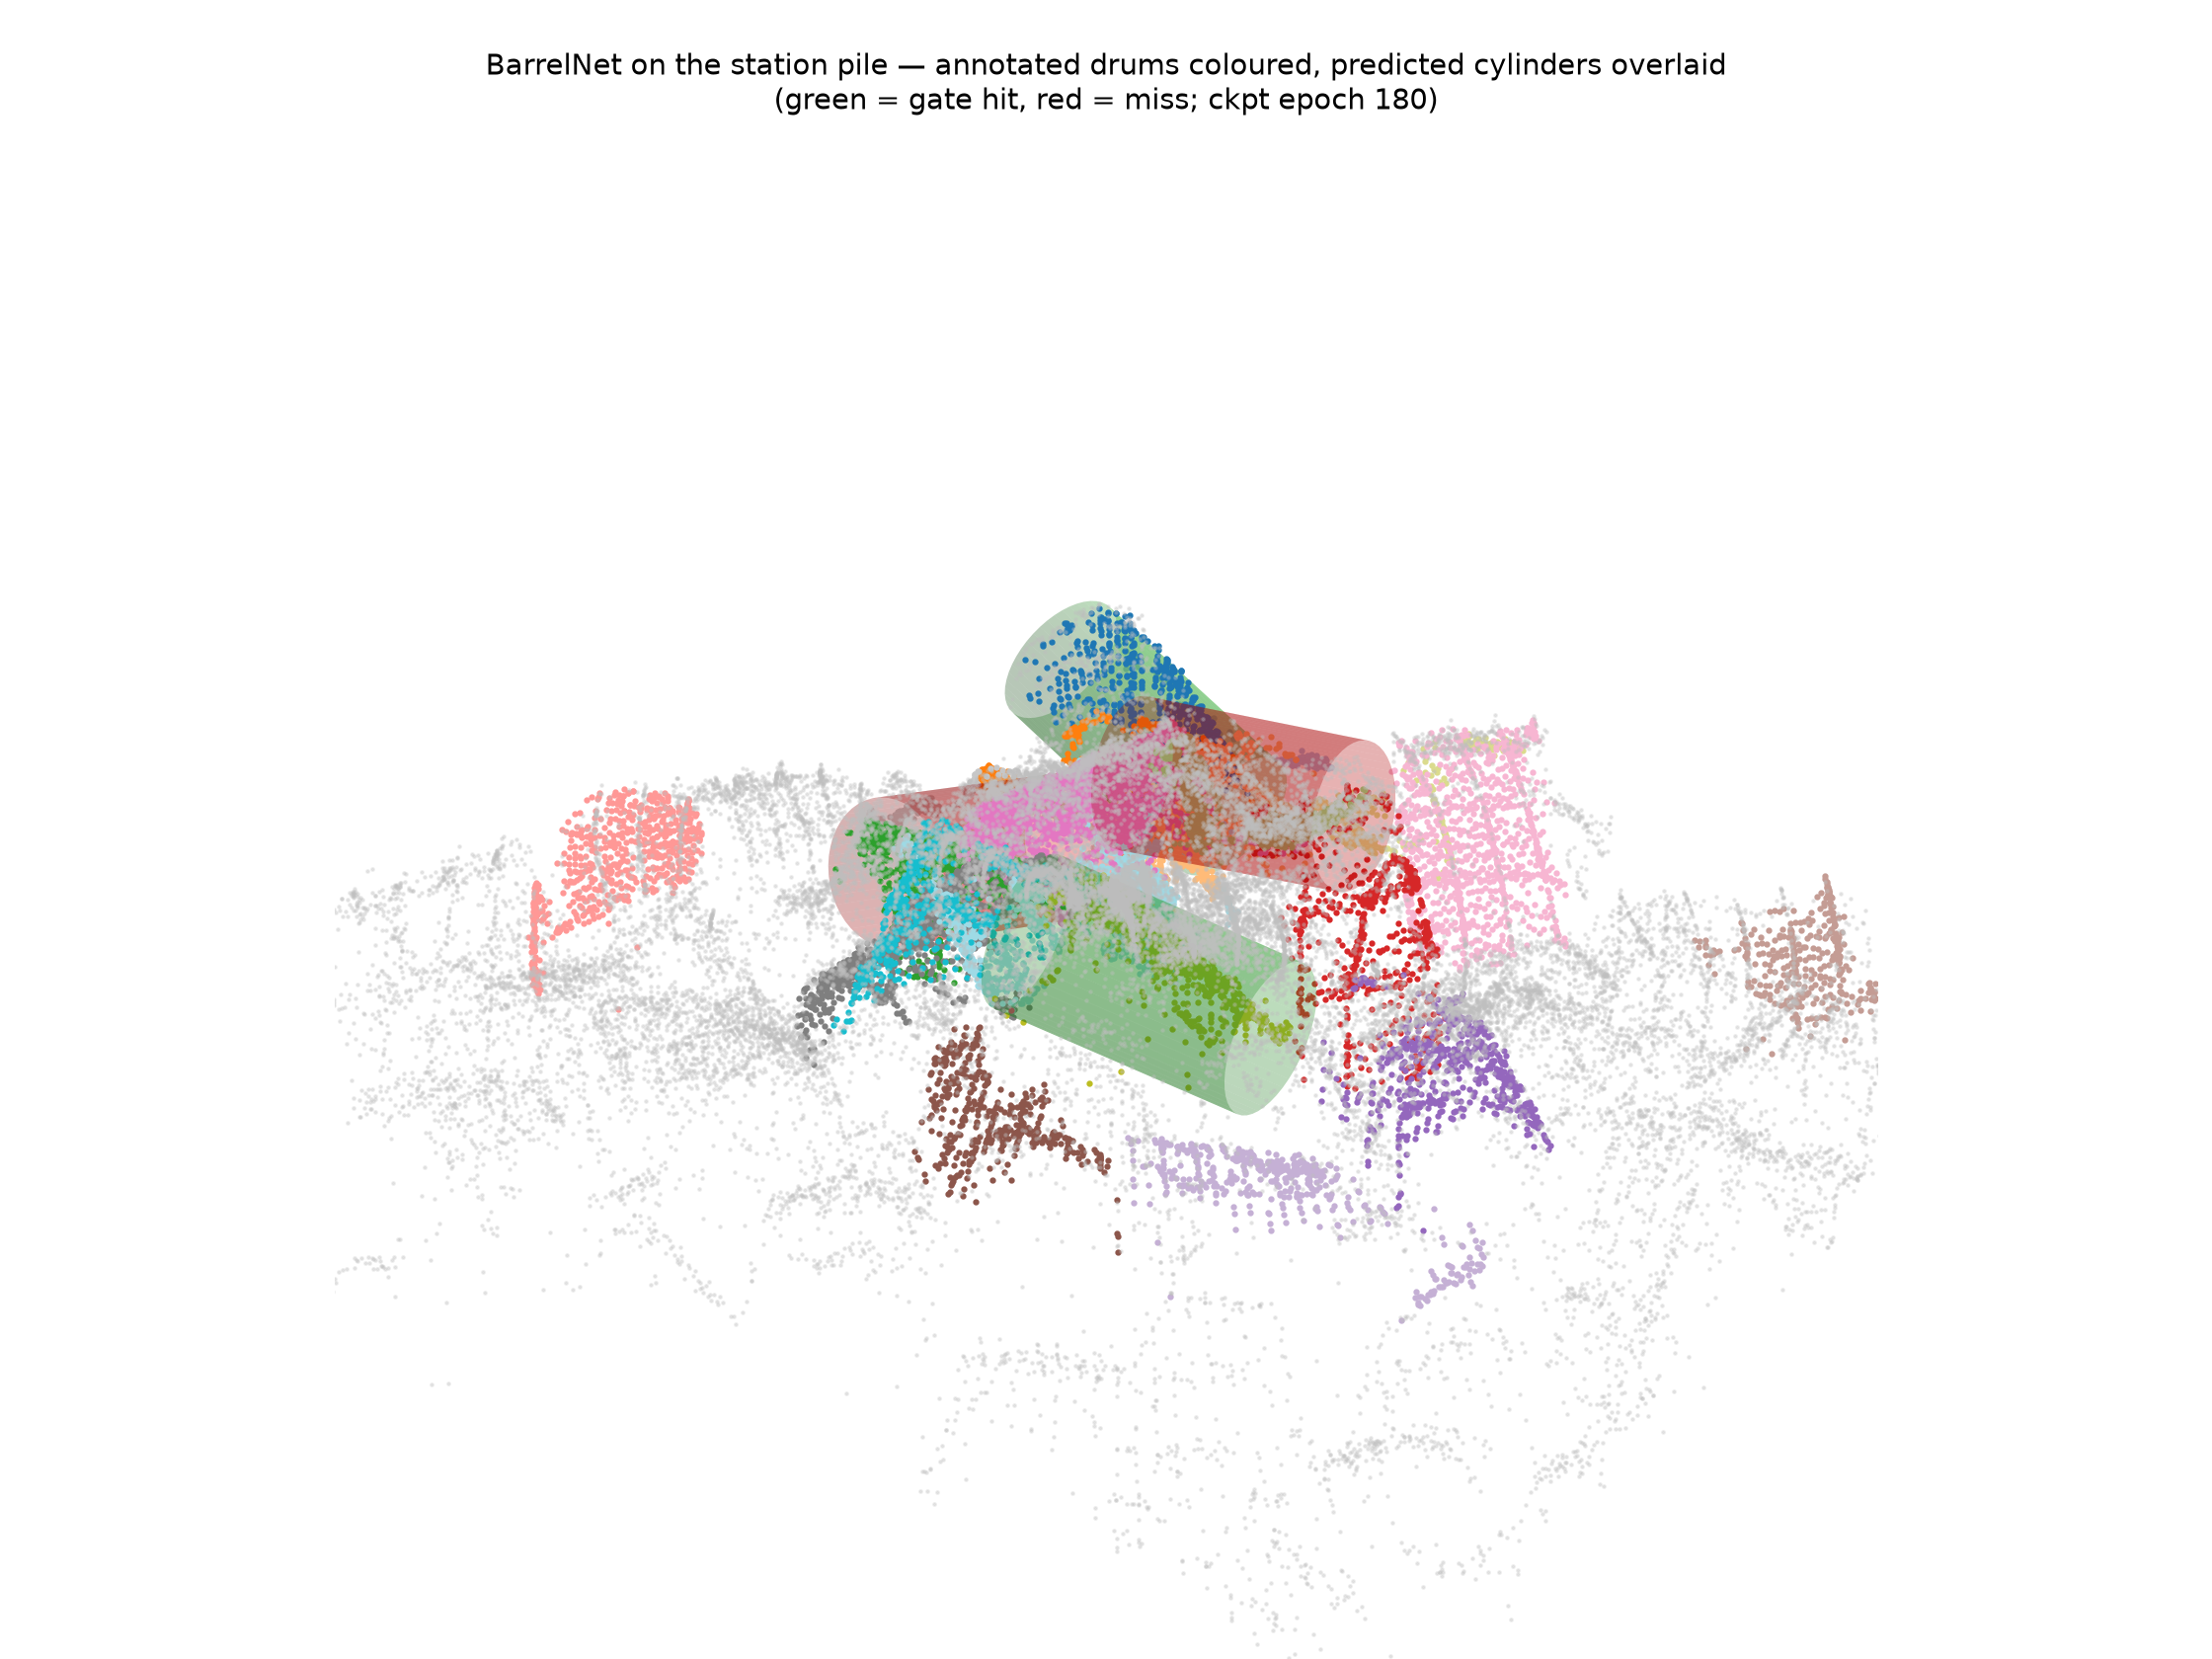 BarrelNet on the station pile — annotated drums coloured, predicted cylinders overlaid
(green = gate hit, red = miss; ckpt epoch 180)